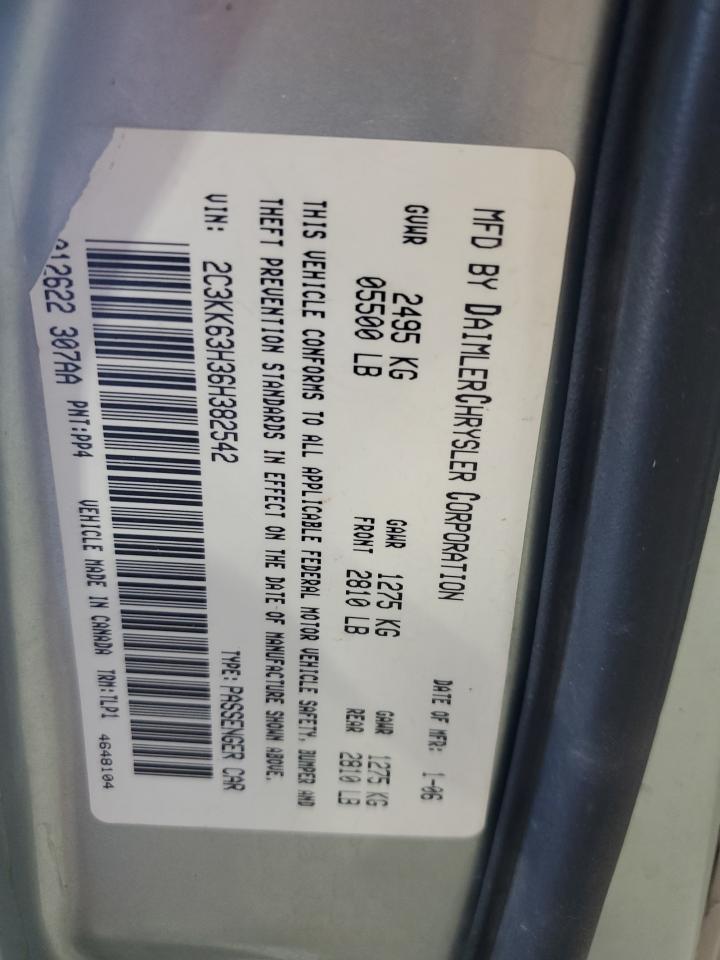 MFD BY DAIMLERCHRYSLER CORPORATION DATE OF MFR: 1-06
GVWR 2495 KG GAWR 1275 KG GAWR 1275 KG
05500 LB FRONT 2810 LB REAR 2810 LB
THIS VEHICLE CONFORMS TO ALL APPLICABLE FEDERAL MOTOR VEHICLE SAFETY, BUMPER AND
THEFT PREVENTION STANDARDS IN EFFECT ON THE DATE OF MANUFACTURE SHOWN ABOVE.
VIN: 2C3KK63H36H382542 TYPE: PASSENGER CAR
12622 307AA PNT:PP4 VEHICLE MADE IN CANADA TRM:TLP1 4648104